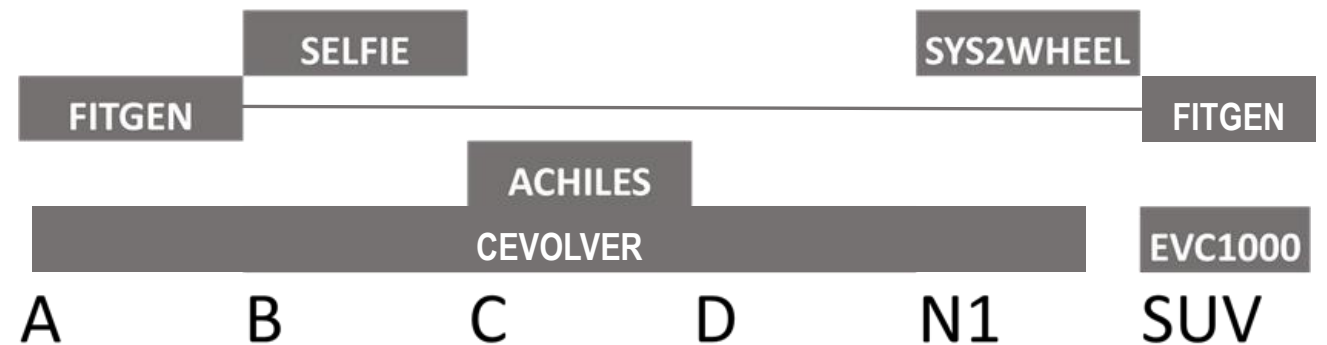 SELFIE SYS2WHEEL
FITGEN FITGEN
ACHILES
CEVOLVER EVC1000
A B C D N1 SUV